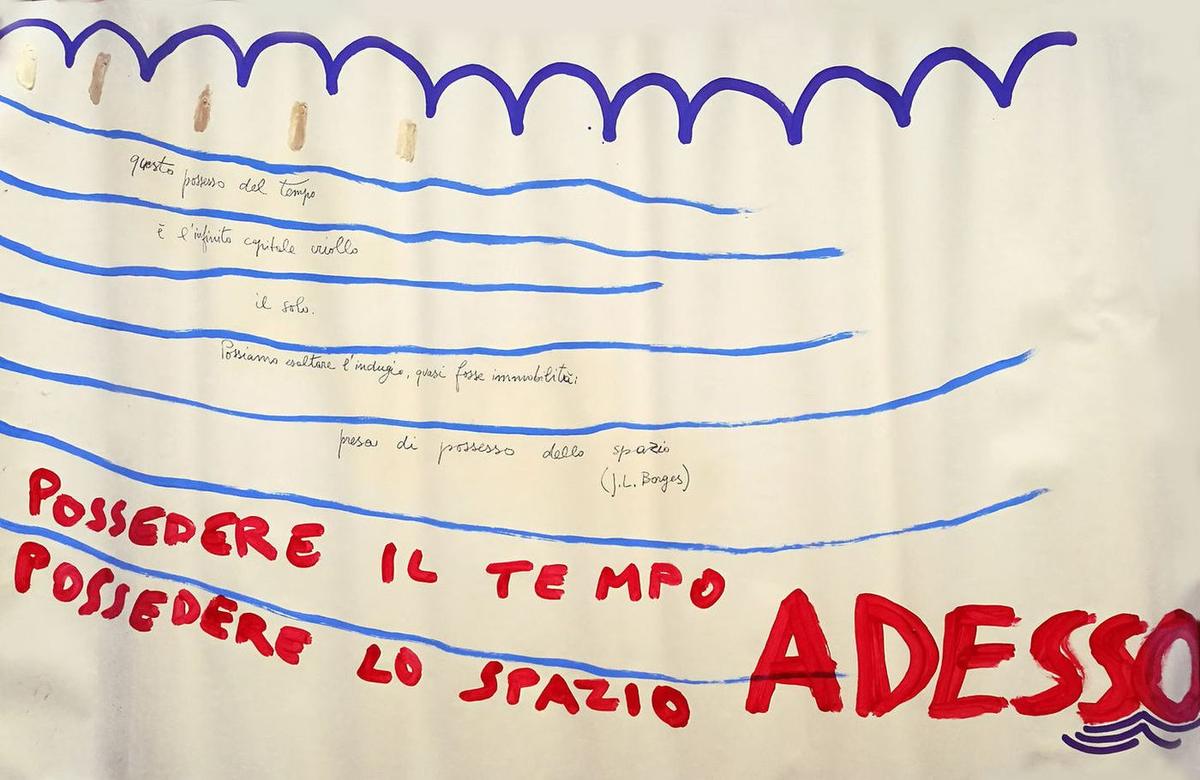 questo possesso del tempo
è l'infinito capitale criollo
il solo.
Possiamo esaltare l'indugio, quasi fosse immobilità:
presa di possesso dello spazio
(J.L. Borges)
POSSEDERE IL TEMPO
POSSEDERE LO SPAZIO
ADESSO